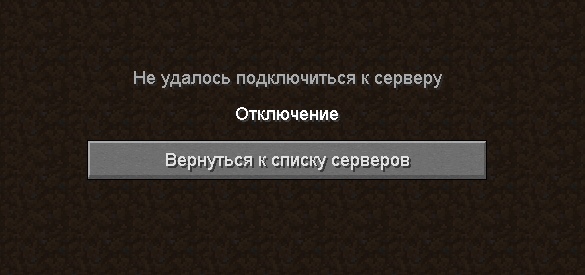 Не удалось подключиться к серверу
Отключение
Вернуться к списку серверов